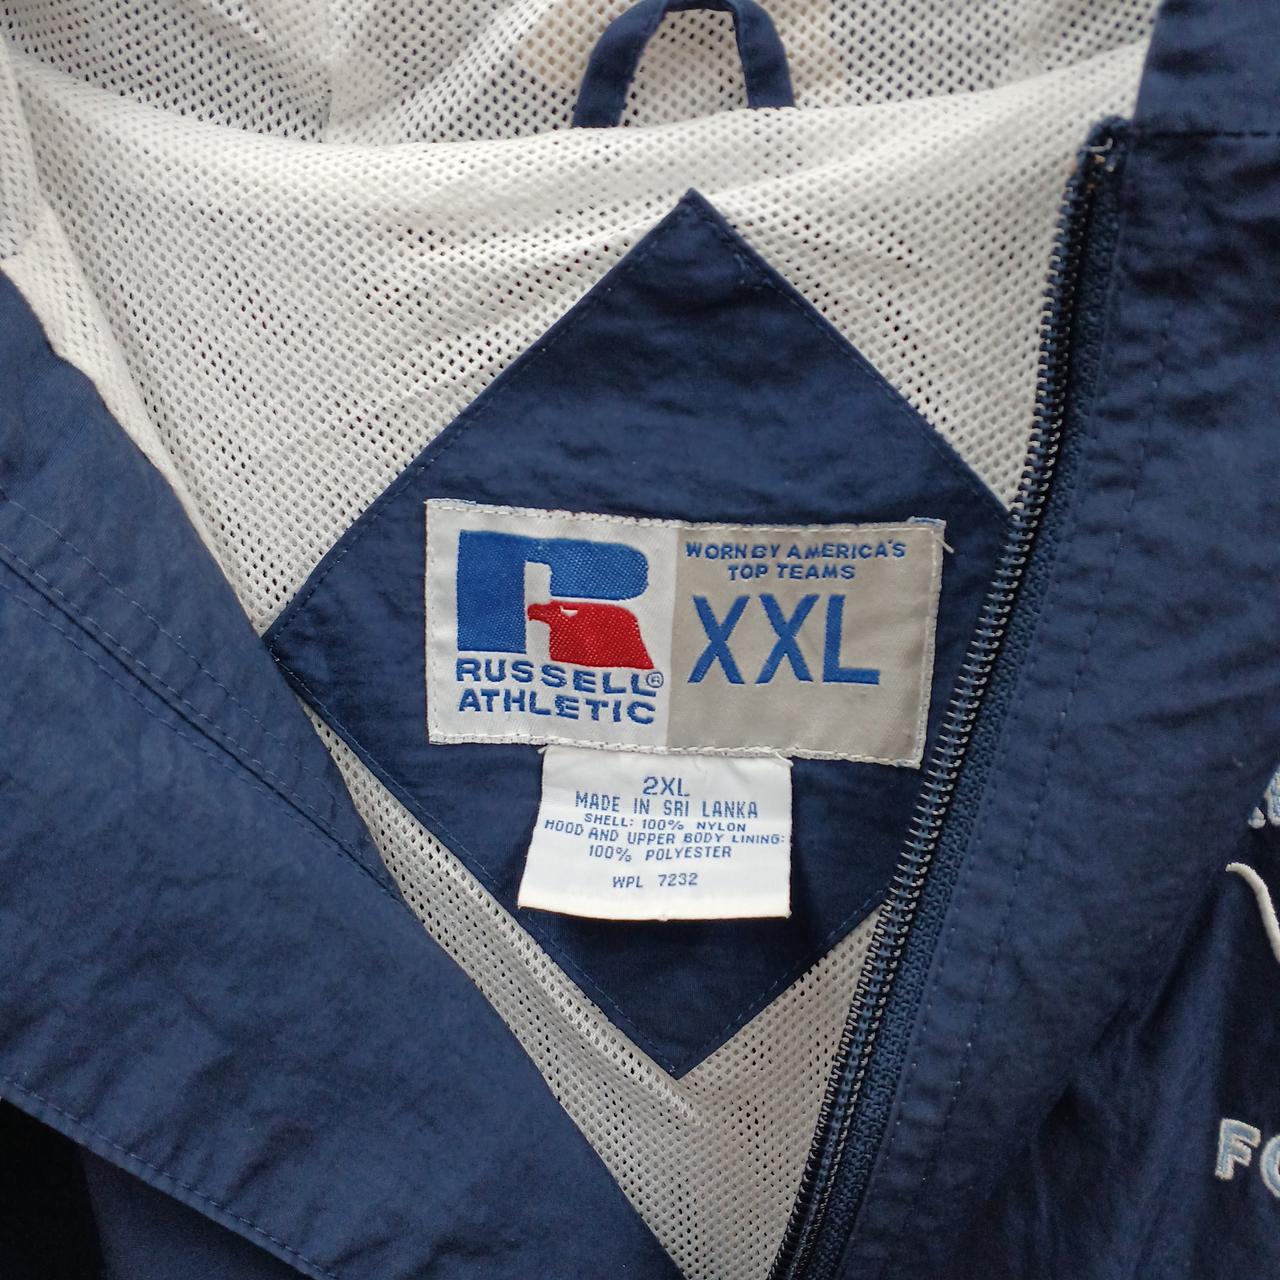 WORN BY AMERICA'S
TOP TEAMS
XXL
R
RUSSELL®
ATHLETIC
2XL
MADE IN SRI LANKA
SHELL: 100% NYLON
HOOD AND UPPER BODY LINING:
100% POLYESTER
WPL 7232